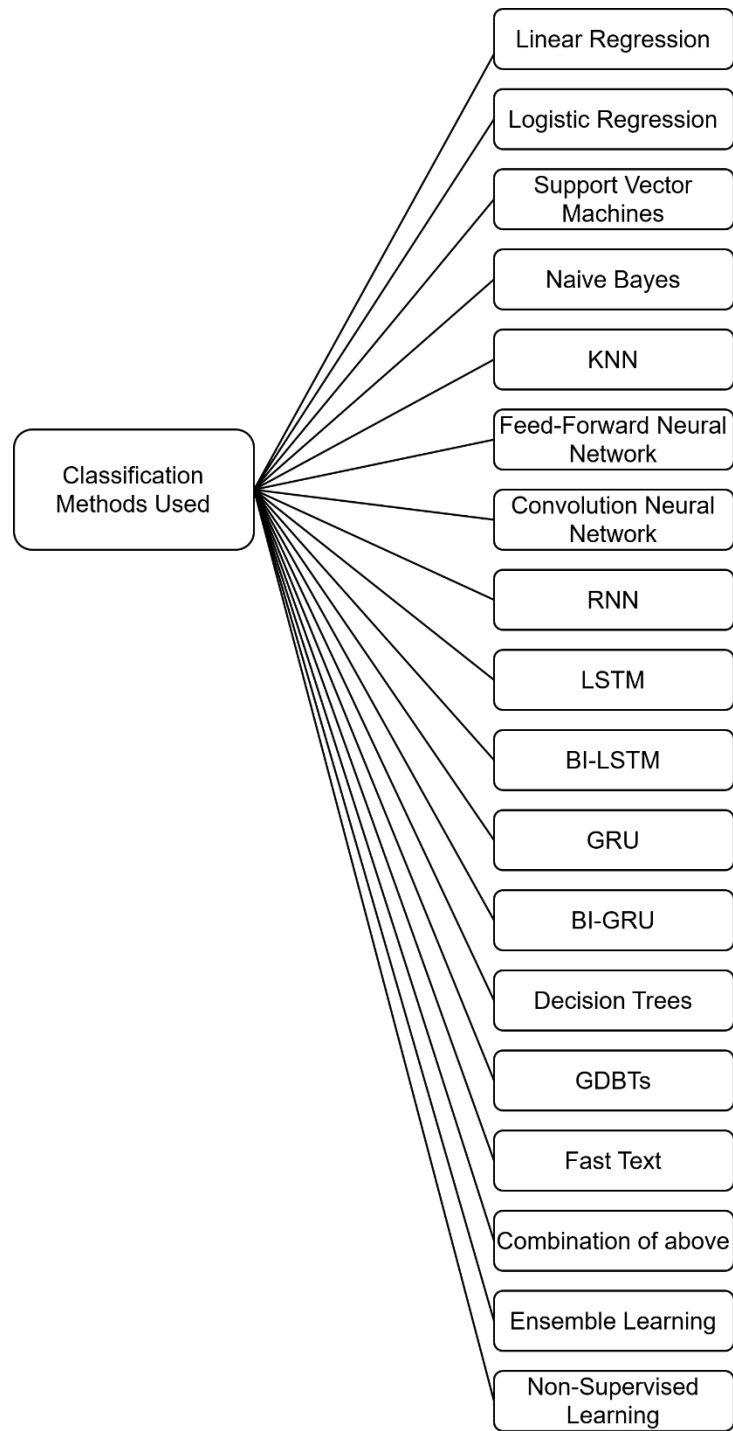 Linear Regression
Logistic Regression
Support Vector
Machines
Naive Bayes
KNN
Classification
Methods Used
Feed-Forward Neural
Network
Convolution Neural
Network
RNN
LSTM
BI-LSTM
GRU
BI-GRU
Decision Trees
GDBTs
Fast Text
Combination of above
Ensemble Learning
Non-Supervised
Learning